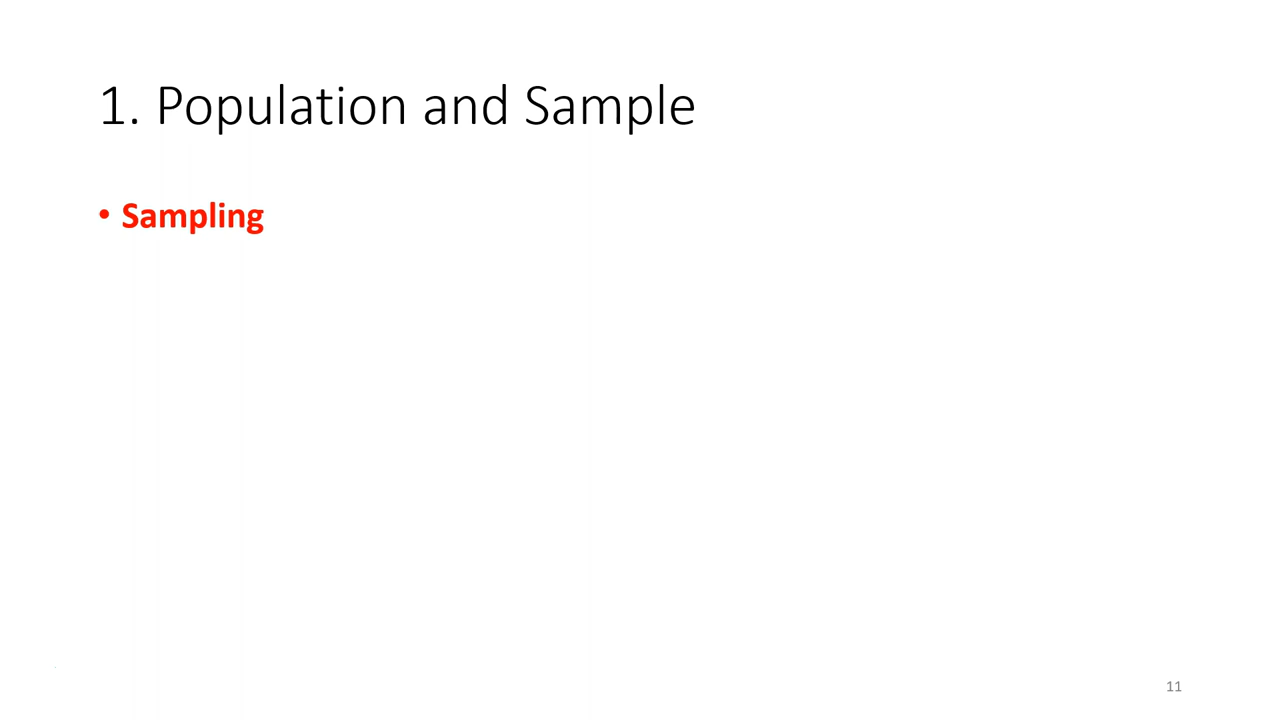 1. Population and Sample
• Sampling
11